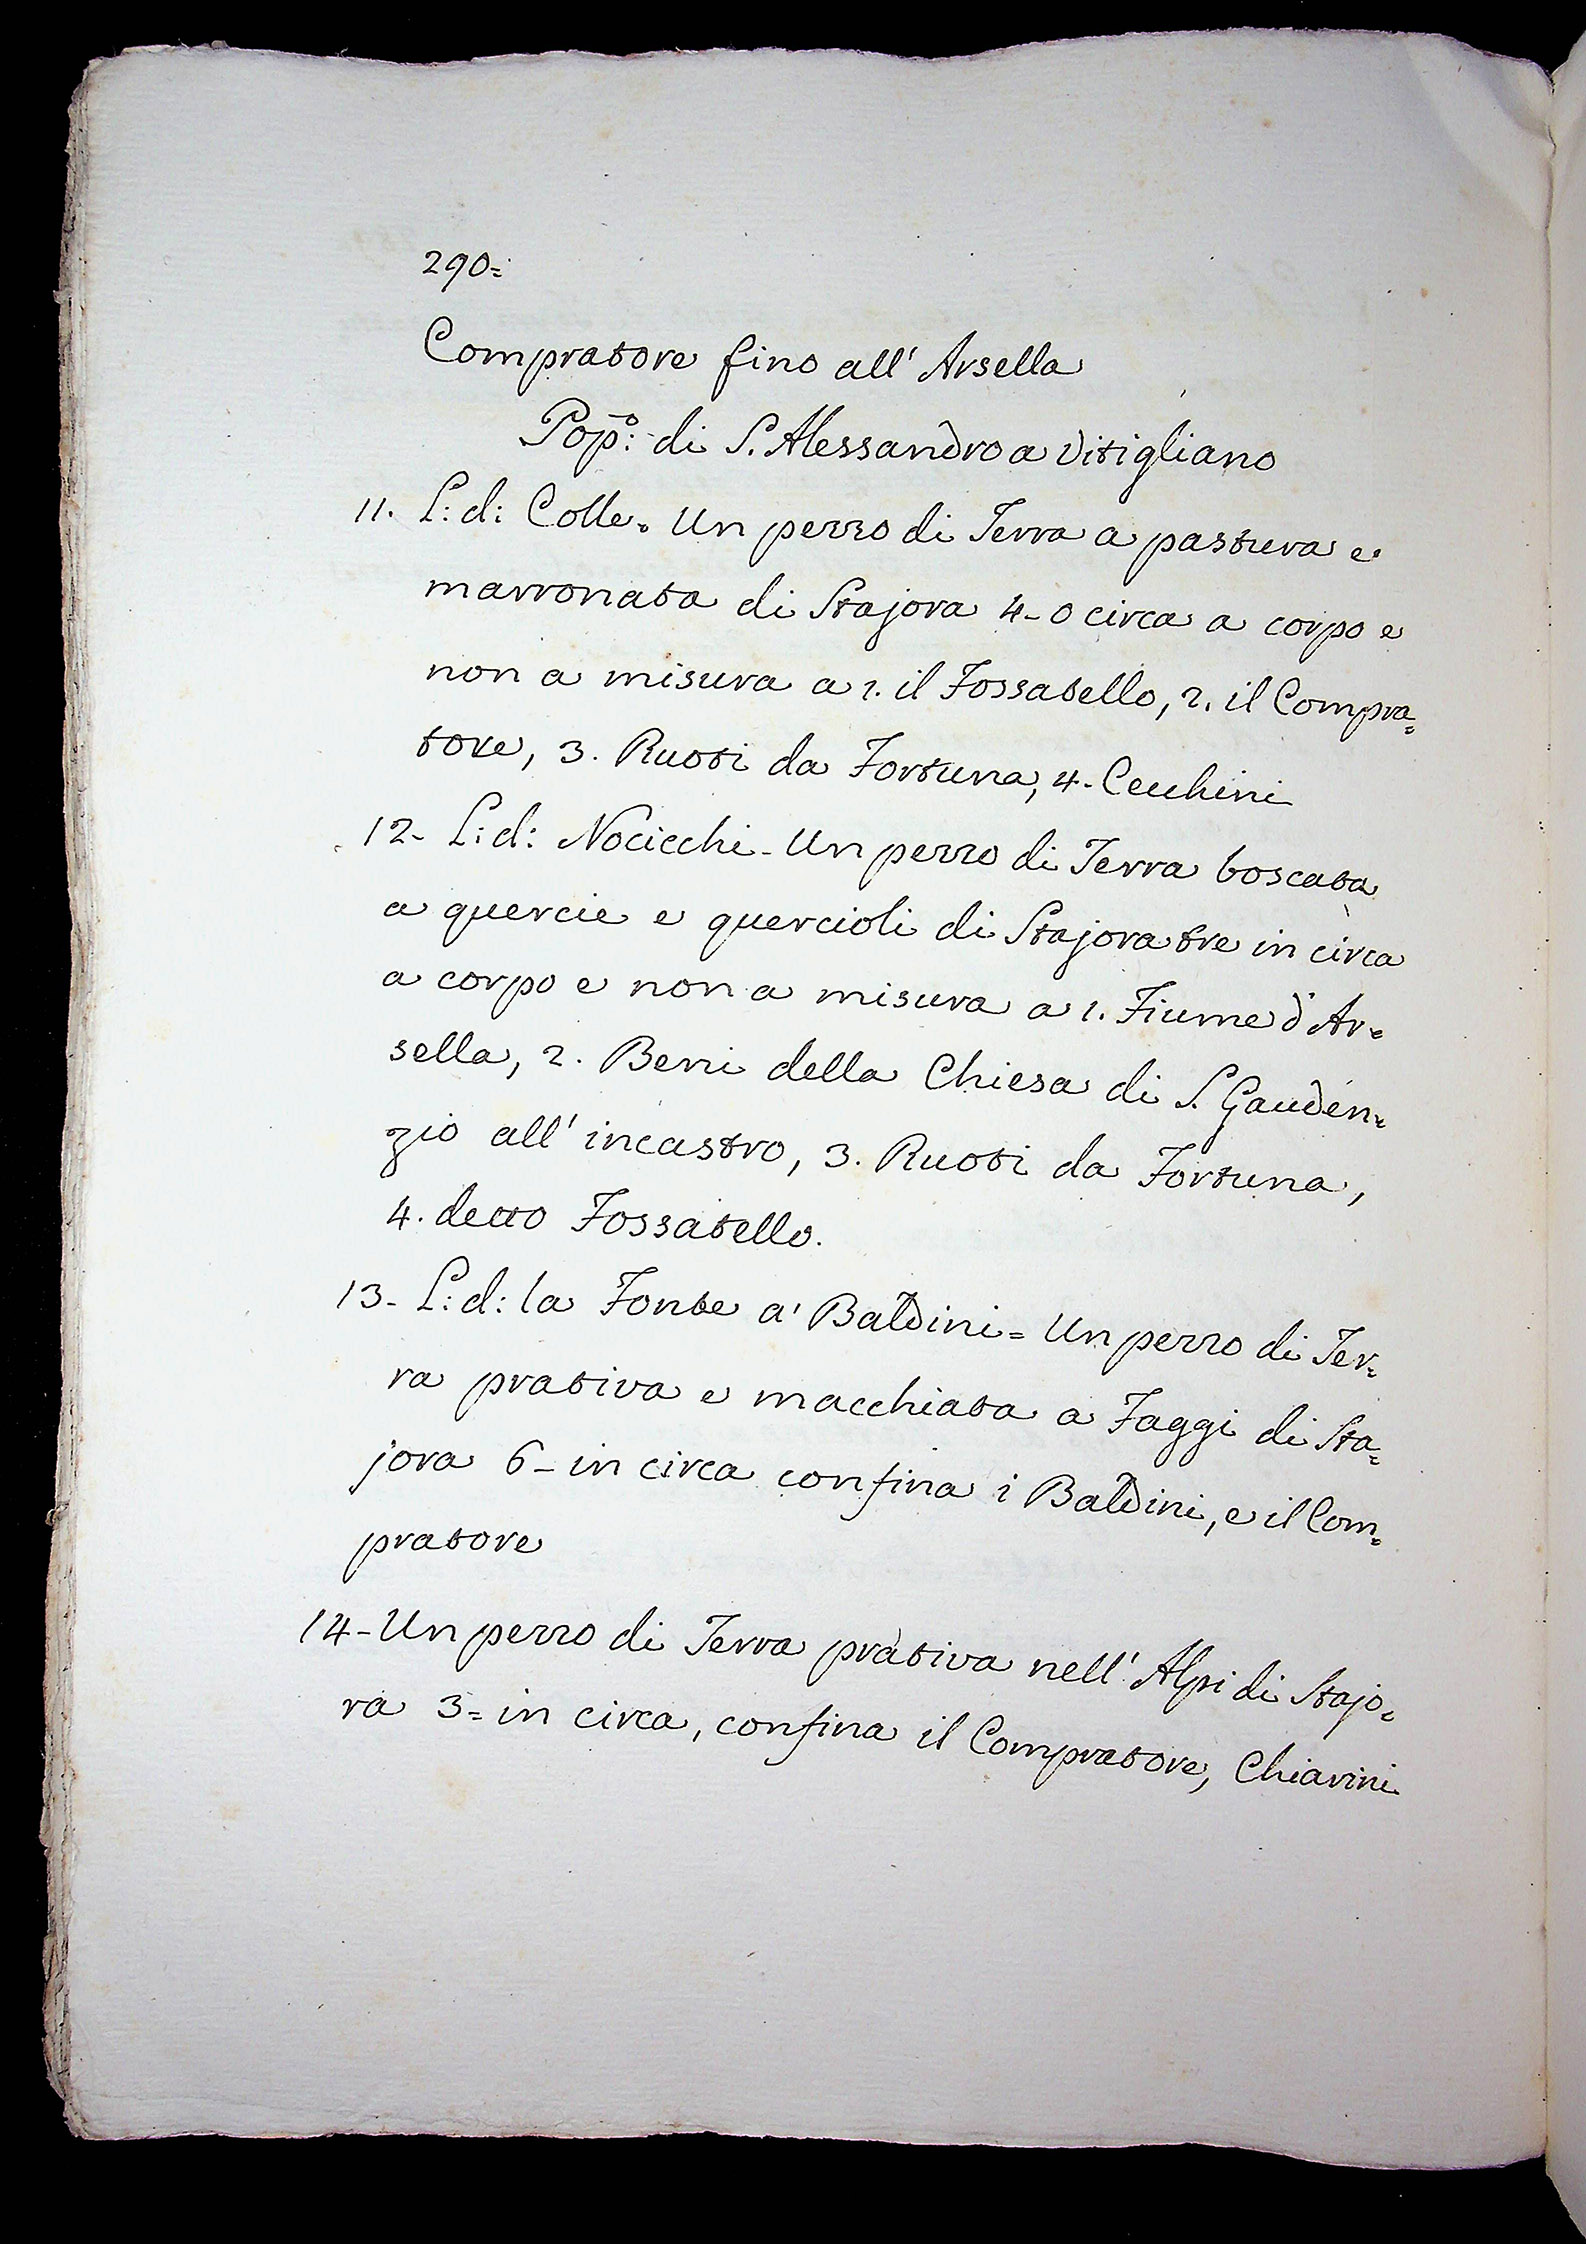 290=
Compratore fino all' Arsella
Popo: di S. Alessandro a Vitigliano
11. L: d: Colle = Un pezzo di Terra a pastura e
marronata di Stajora 4-0 circa a corpo e
non a misura a 1. il Fossatello, 2. il Compra=
tore, 3. Ruoti da Fortuna, 4. Cecchini
12- L: d: Nocicchi - Un pezzo di Terra boscata
a quercie e quercioli di Stajora tre in circa
a corpo e non a misura a 1. Fiume d'Ar=
sella, 2. Beni della Chiesa di S. Gauden=
zio all' incastro, 3. Ruoti da Fortuna,
4. detto Fossatello.
13- L: d: la Fonte a' Baldini = Un pezzo di Ter=
ra prativa e macchiata a Faggi di Sta=
jora 6- in circa confina i Baldini, e il Com=
pratore
14- Un pezzo di Terra prativa nell' Alpi di Stajo=
ra 3= in circa, confina il Compratore, Chiarini